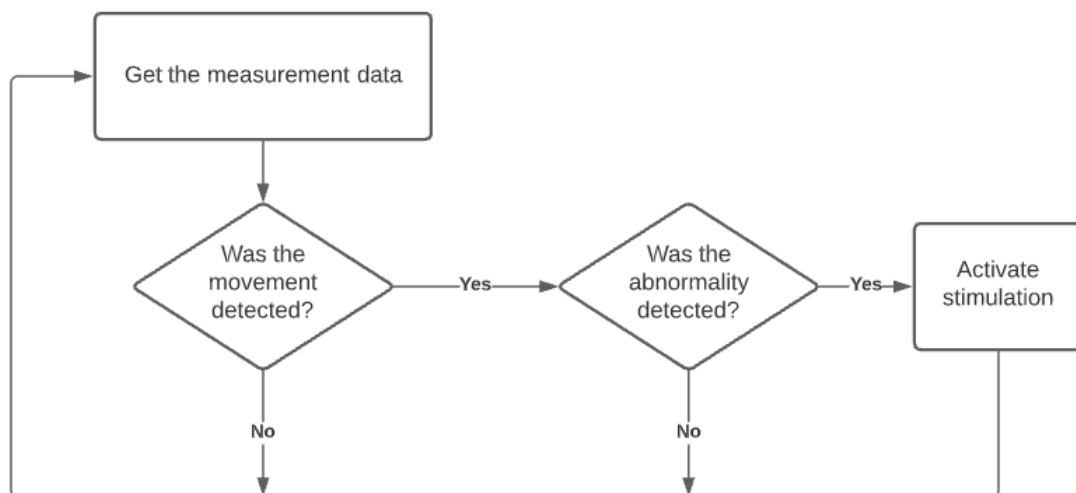 Get the measurement data
Was the
movement
detected?
Yes
Was the
abnormality
detected?
Yes
Activate
stimulation
No
No